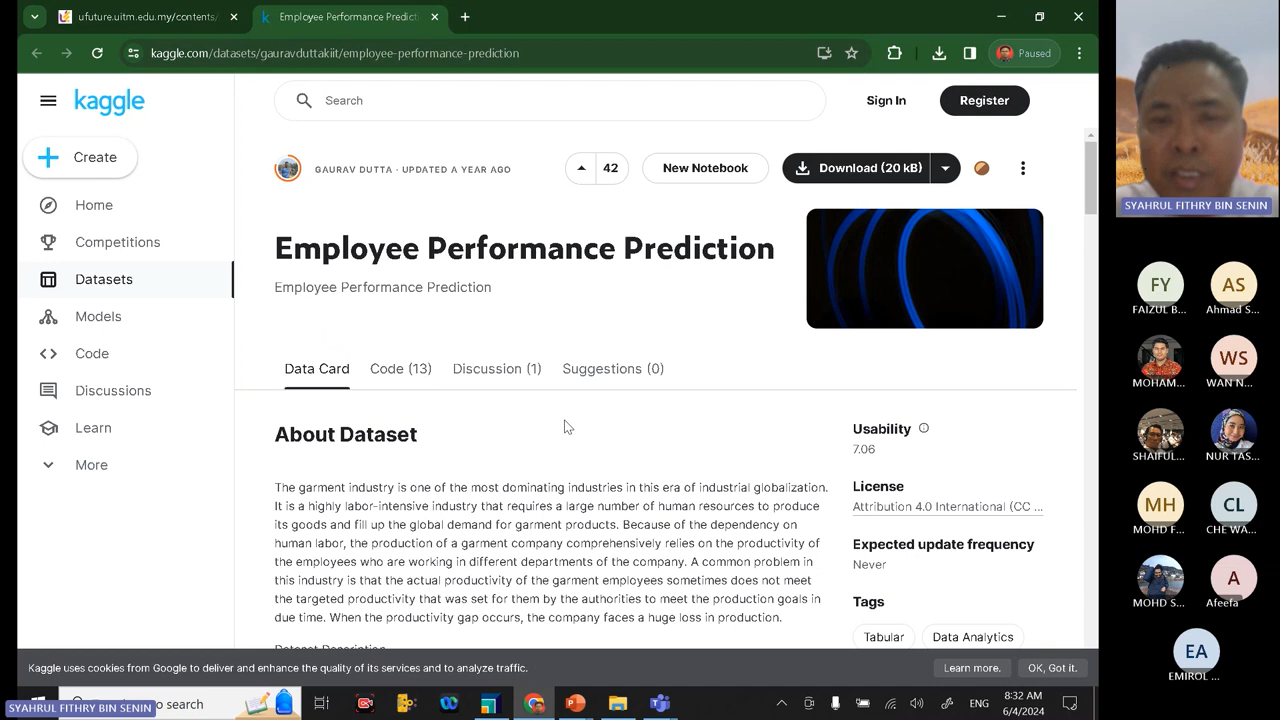 ufuture.uitm.edu.my/contents/
Employee Performance Predicti
kaggle.com/datasets/gauravduttakiit/employee-performance-prediction
Paused
kaggle
Search
Sign In
Register
Create
Home
Competitions
Datasets
Models
Code
Discussions
Learn
More
GAURAV DUTTA · UPDATED A YEAR AGO
42
New Notebook
Download (20 kB)
Employee Performance Prediction
Employee Performance Prediction
Data Card
Code (13)
Discussion (1)
Suggestions (0)
About Dataset
The garment industry is one of the most dominating industries in this era of industrial globalization.
It is a highly labor-intensive industry that requires a large number of human resources to produce
its goods and fill up the global demand for garment products. Because of the dependency on
human labor, the production of a garment company comprehensively relies on the productivity of
the employees who are working in different departments of the company. A common problem in
this industry is that the actual productivity of the garment employees sometimes does not meet
the targeted productivity that was set for them by the authorities to meet the production goals in
due time. When the productivity gap occurs, the company faces a huge loss in production.
Dataset Description
Usability
7.06
License
Attribution 4.0 International (CC ...
Expected update frequency
Never
Tags
Tabular
Data Analytics
Kaggle uses cookies from Google to deliver and enhance the quality of its services and to analyze traffic.
Learn more.
OK, Got it.
SYAHRUL FITHRY BIN SENIN
to search
ENG
8:32 AM
6/4/2024
SYAHRUL FITHRY BIN SENIN
FY
FAIZUL B...
AS
Ahmad S...
MOHAM...
WS
WAN N...
SHAIFUL...
NUR TAS...
MH
MOHD F...
CL
CHE WA...
MOHD S...
A
Afeefa
EA
EMIROL ...